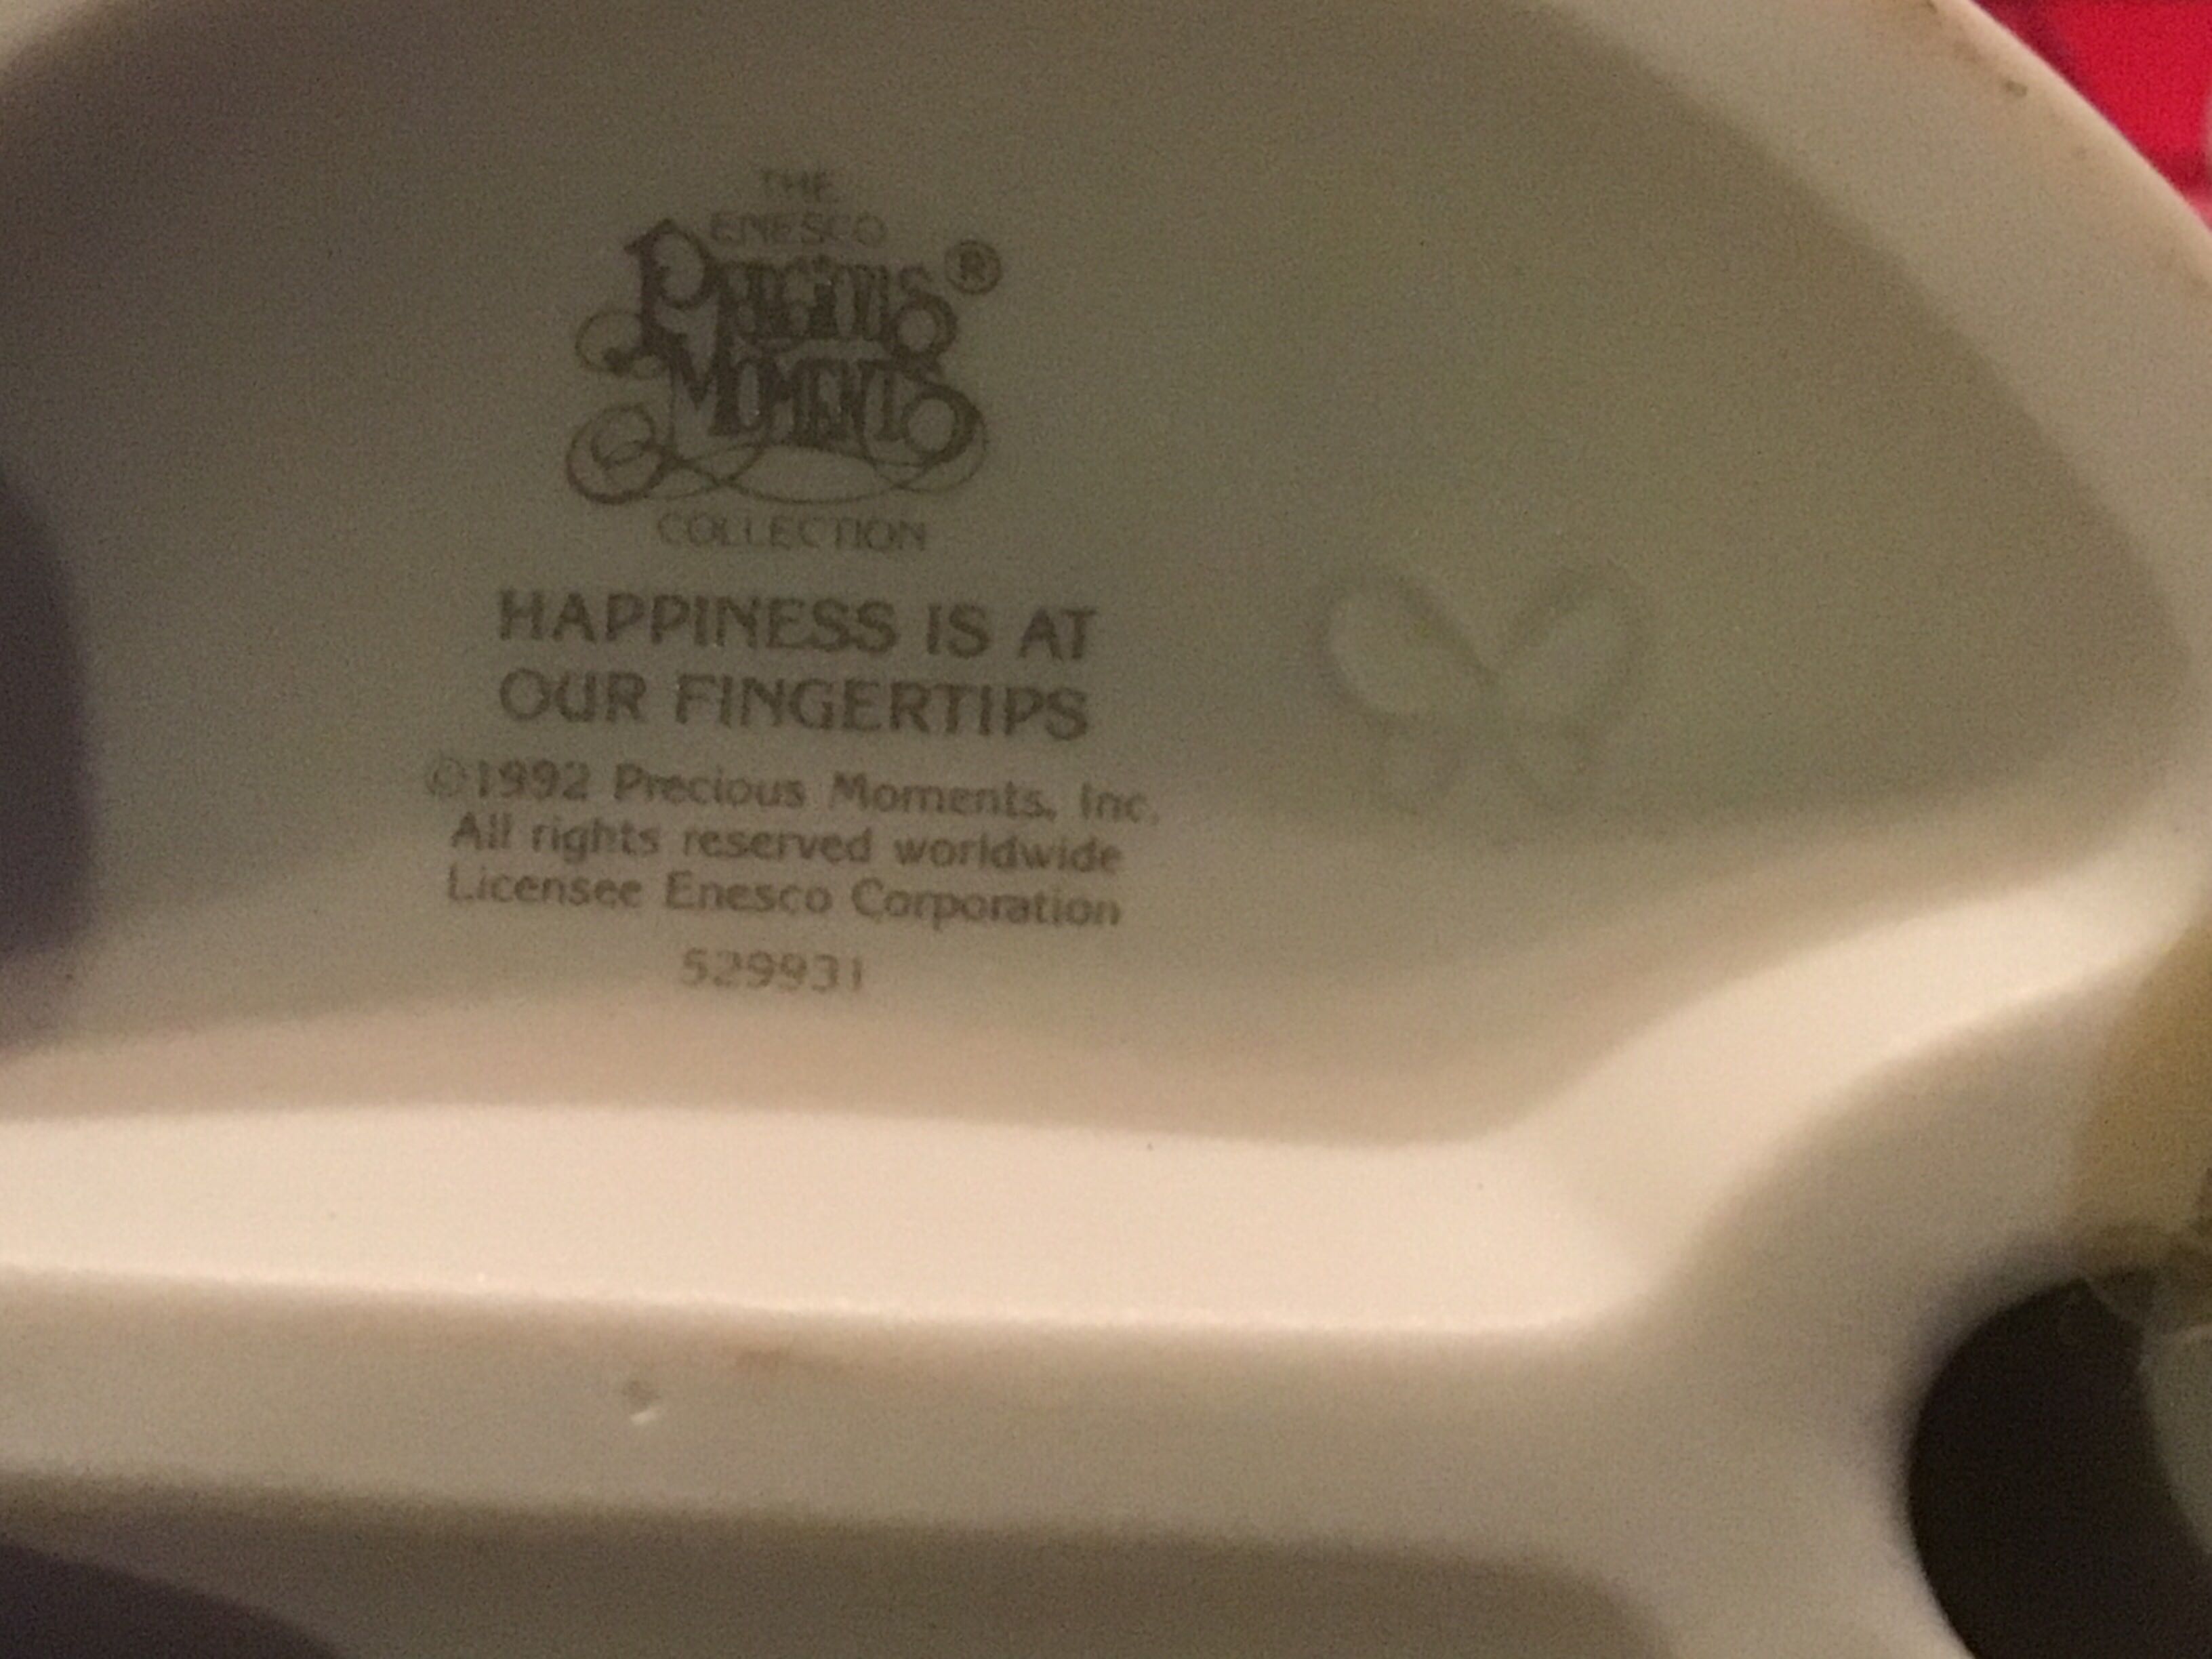 THE
ENESCO
PRECIOUS ®
MOMENTS
COLLECTION
HAPPINESS IS AT
OUR FINGERTIPS
©1992 Precious Moments, Inc.
All rights reserved worldwide
Licensee Enesco Corporation
529931